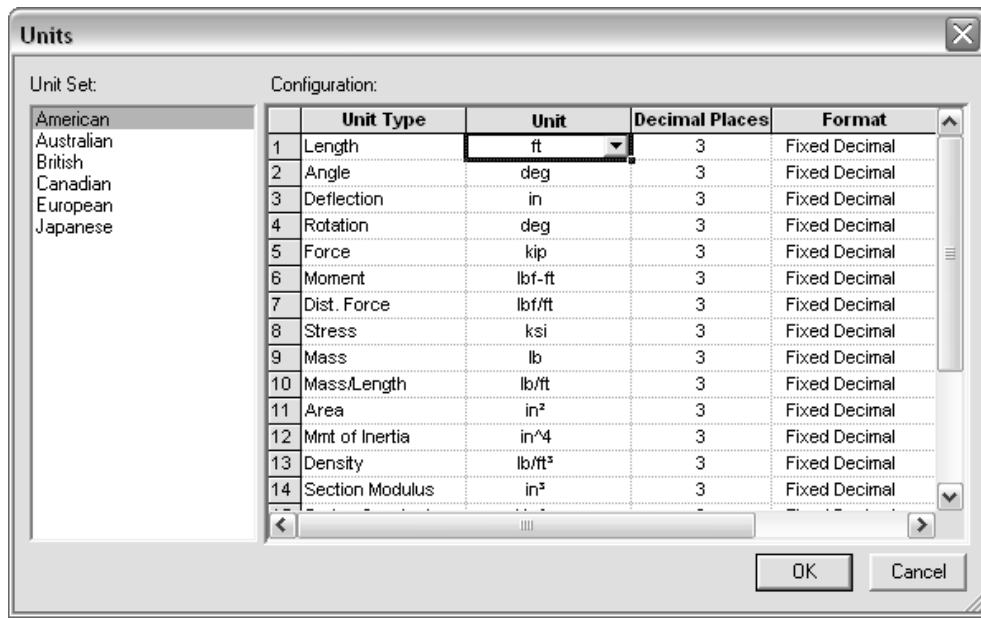 Units
Unit Set:
Configuration:
American
Australian
British
Canadian
European
Japanese
Unit Type Unit Decimal Places Format
1 Length ft 3 Fixed Decimal
2 Angle deg 3 Fixed Decimal
3 Deflection in 3 Fixed Decimal
4 Rotation deg 3 Fixed Decimal
5 Force kip 3 Fixed Decimal
6 Moment lbf-ft 3 Fixed Decimal
7 Dist. Force lbf/ft 3 Fixed Decimal
8 Stress ksi 3 Fixed Decimal
9 Mass lb 3 Fixed Decimal
10 Mass/Length lb/ft 3 Fixed Decimal
11 Area in² 3 Fixed Decimal
12 Mmt of Inertia in^4 3 Fixed Decimal
13 Density lb/ft³ 3 Fixed Decimal
14 Section Modulus in³ 3 Fixed Decimal
OK Cancel